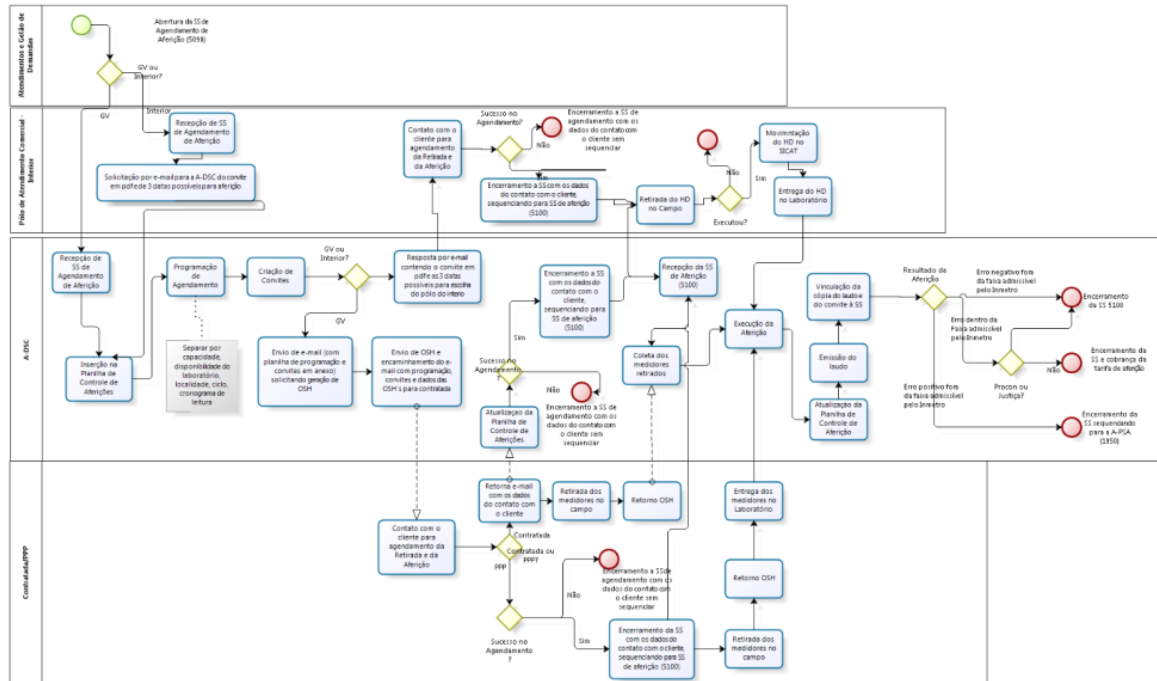 Atendimentos e Getão de
Demandas
Abertura da SS de
Agendamento de
Aferição (5098)
GV ou
Interior?
GV
Interior
Pólo de Atendimento Comercial -
Interior
Recepção de SS
de Agendamento
de Aferição
Solicitação por e-mail para a A-DSC do convite
em pdf e de 3 datas possíveis para aferição
Contato com o
cliente para
agendamento da
Retirada e da
Aferição
Sucesso no
Agendamento?
Não
Encerramento a SS de
agendamento com os
dados do contato com
o cliente sem
sequenciar
Sim
Encerramento a SS com os dados
do contato com o cliente,
sequenciando para SS de aferição
(5100)
Retirada do HD
no Campo
Executou?
Não
Sim
Movimntação
do HD no
SICAT
Entrega do HD
no Laboratório
A-DSC
Recepção de
SS de
Agendamento
de Aferição
Inserção na
Planilha de
Controle de
Aferições
Programação
de
Agendamento
Separar por
capacidade,
disponibilidade do
laboratório,
localidade, ciclo,
cronograma de
leitura
Criação de
Convites
GV ou
Interior?
GV
Resposta por e-mail
contendo o convite em
pdf e as 3 datas
possíveis para escolha
do pólo do interio
Envio de e-mail (com
planilha de programação e
convites em anexo)
solicitando geração de
OSH
Envio de OSH e
encaminhamento do e-
mail com programação,
convites e dados das
OSH´s para contratada
Encerramento a SS
com os dados do
contato com o
cliente,
sequenciando para
SS de aferição
(5100)
Sim
Sucesso no
Agendamento
?
Não
Encerramento a SS de
agendamento com os
dados do contato com
o cliente sem
sequenciar
Atualização da
Planilha de
Controle de
Aferições
Recepção da SS
de Aferição
(5100)
Coleta dos
medidores
retirados
Execução da
Aferição
Vinculação da
cópia do laudo e
do convite à SS
Emissão do
laudo
Atualização da
Planilha de
Controle de
Aferição
Resultado da
Aferição
Erro negativo fora
da faixa admissível
pelo Inmetro
Erro dentro da
Faixa admissível
pelo Inmetro
Erro positivo fora
da faixa admissível
pelo Inmetro
Procon ou
Justiça?
Sim
Não
Encerramento
da SS 5100
Encerramento da
SS e cobrança da
tarifa de aferição
Encerramento da
SS sequendando
para a A-PSA
(1950)
Contratada/PPP
Contato com o
cliente para
agendamento da
Retirada e da
Aferição
Retorna e-mail
com os dados
do contato com
o cliente
Retirada dos
medidores no
campo
Retorno OSH
Contratada
Contratada ou
PPP?
PPP
Sucesso no
Agendamento
?
Não
Encerramento a SS de
agendamento com os
dados do contato com
o cliente sem
sequenciar
Sim
Encerramento da SS
com os dados do
contato com o cliente,
sequenciando para SS
de aferição (5100)
Entrega dos
medidores no
Laboratório
Retorno OSH
Retirada dos
medidores no
campo